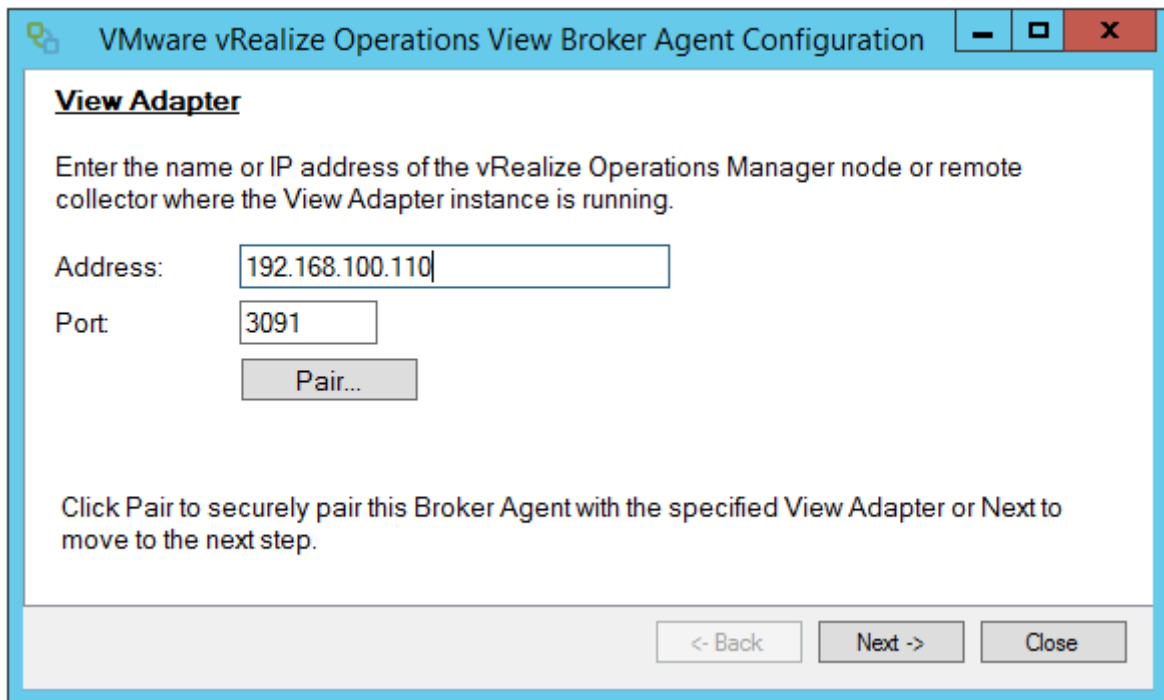 VMware vRealize Operations View Broker Agent Configuration
View Adapter
Enter the name or IP address of the vRealize Operations Manager node or remote
collector where the View Adapter instance is running.
Address: 192.168.100.110
Port: 3091
Pair...
Click Pair to securely pair this Broker Agent with the specified View Adapter or Next to
move to the next step.
<- Back Next -> Close